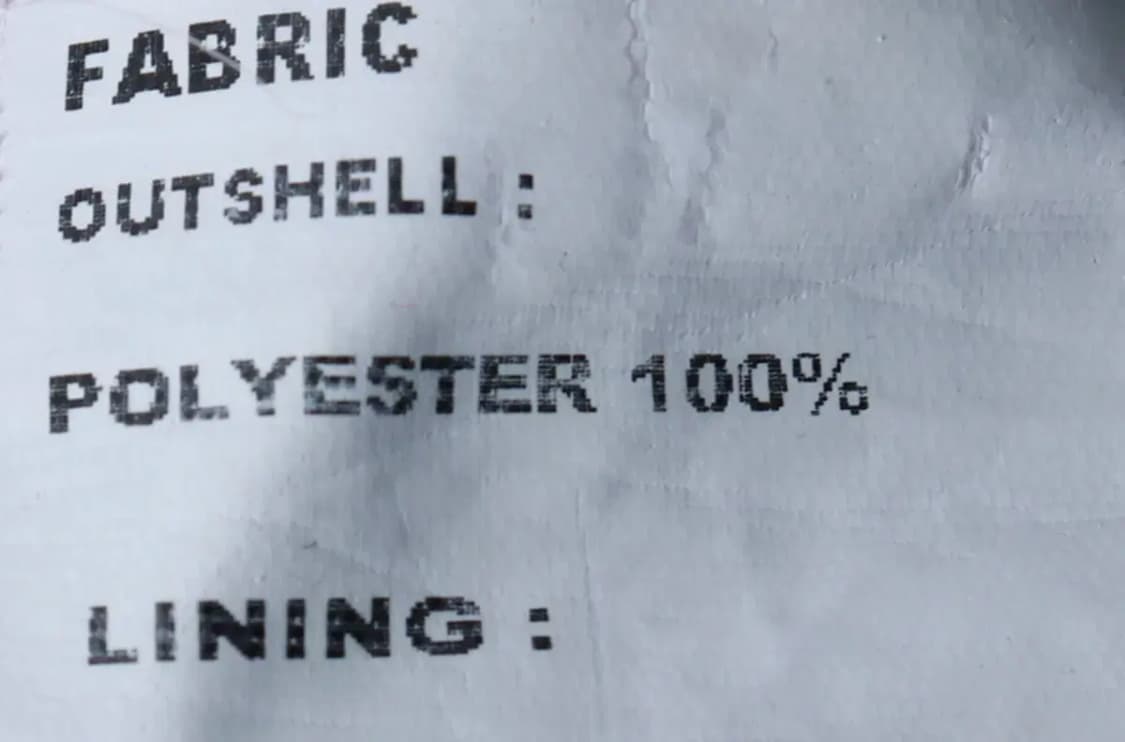 FABRIC
OUTSHELL :
POLYESTER 100%
LINING :